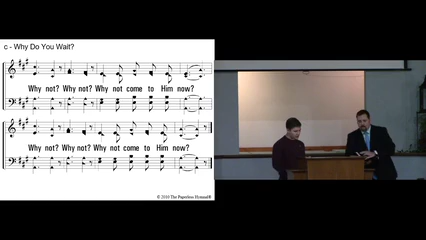 c - Why Do You Wait?
Why not? Why not? Why not come to Him now?
Why not? Why not? Why not come to Him now?
© 2010 The Paperless Hymnal®